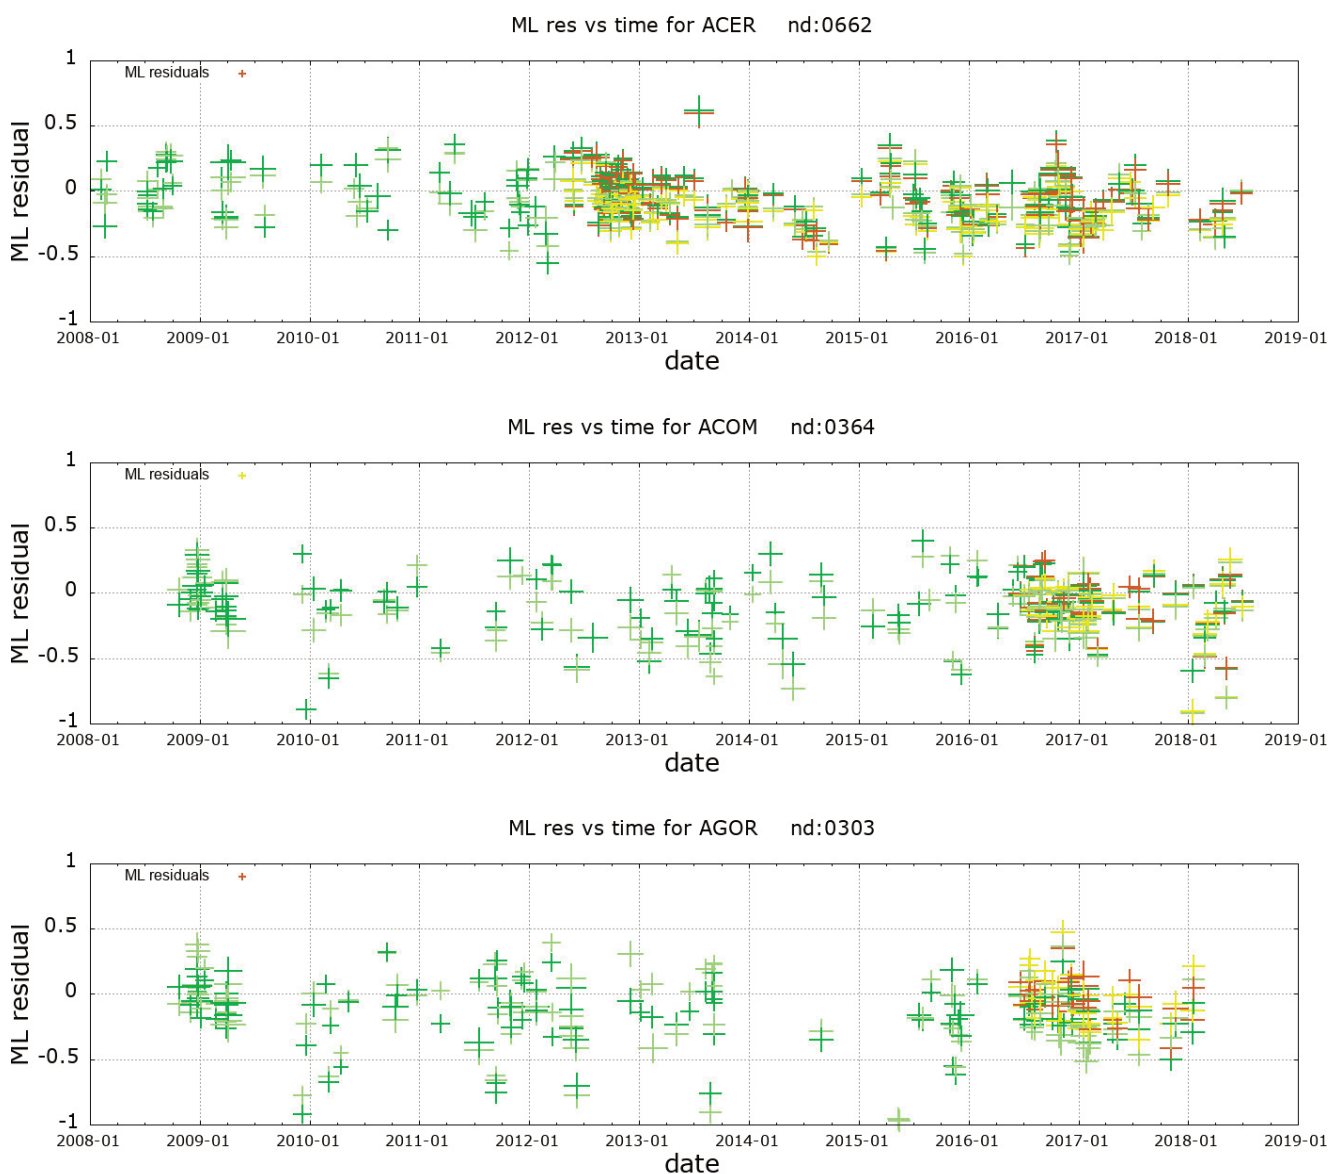 ML res vs time for ACER nd:0662
ML residual
1
0.5
0
-0.5
-1
ML residuals
2008-01 2009-01 2010-01 2011-01 2012-01 2013-01 2014-01 2015-01 2016-01 2017-01 2018-01 2019-01
date
ML res vs time for ACOM nd:0364
ML residual
1
0.5
0
-0.5
-1
ML residuals
2008-01 2009-01 2010-01 2011-01 2012-01 2013-01 2014-01 2015-01 2016-01 2017-01 2018-01 2019-01
date
ML res vs time for AGOR nd:0303
ML residual
1
0.5
0
-0.5
-1
ML residuals
2008-01 2009-01 2010-01 2011-01 2012-01 2013-01 2014-01 2015-01 2016-01 2017-01 2018-01 2019-01
date